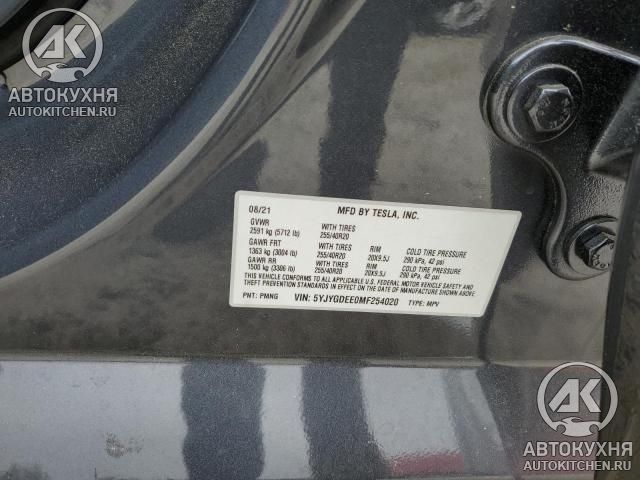 АК
АВТОКУХНЯ
AUTOKITCHEN.RU
08/21 MFD BY TESLA, INC.
GVWR WITH TIRES
2591 kg (5712 lb) 255/40R20
GAWR FRT WITH TIRES RIM COLD TIRE PRESSURE
1363 kg (3004 lb) 255/40R20 20X9.5J 290 kPa, 42 psi
GAWR RR WITH TIRES RIM COLD TIRE PRESSURE
1500 kg (3306 lb) 255/40R20 20X9.5J 290 kPa, 42 psi
THIS VEHICLE CONFORMS TO ALL APPLICABLE U.S. FEDERAL MOTOR VEHICLE SAFETY AND
THEFT PREVENTION STANDARDS IN EFFECT ON THE DATE OF MANUFACTURE SHOWN ABOVE.
PNT: PMNG VIN: 5YJYGDEE0MF254020 TYPE: MPV
АК
АВТОКУХНЯ
AUTOKITCHEN.RU